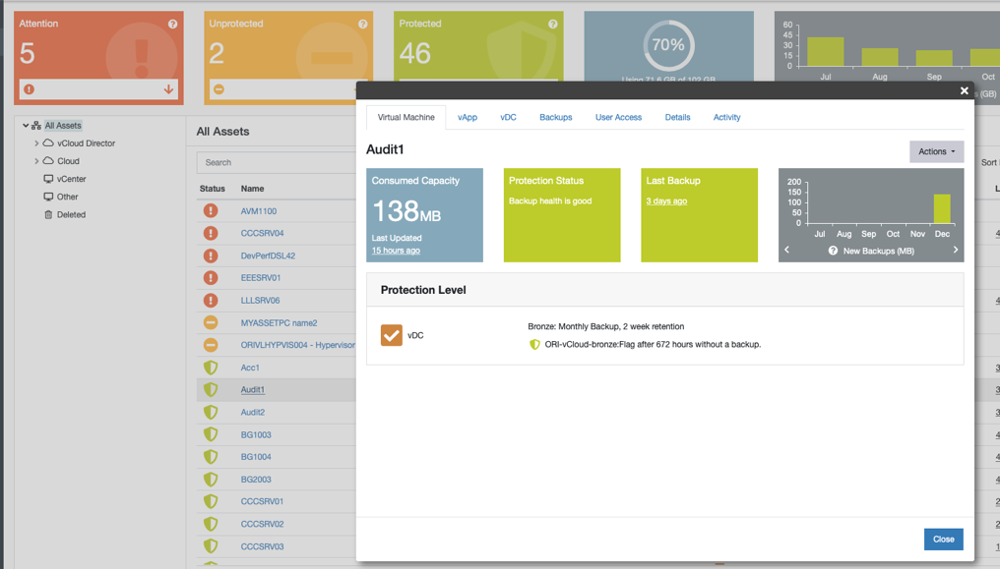 Attention
5
Unprotected
2
Protected
46
70%
Using 71.6 GB of 102 GB
60
45
30
15
0
Jul Aug Sep Oct
(GB)
All Assets
vCloud Director
Cloud
vCenter
Other
Deleted
All Assets
Search
Sort
Status Name
AVM1100
CCCSRV04
DevPerfDSL42
EEESRV01
LLLSRV06
MYASSETPC name2
ORIVLHYPVIS004 - Hypervisor
Acc1
Audit1
Audit2
BG1003
BG1004
BG2003
CCCSRV01
CCCSRV02
CCCSRV03
Virtual Machine vApp vDC Backups User Access Details Activity
Audit1
Actions
Consumed Capacity
138MB
Last Updated
15 hours ago
Protection Status
Backup health is good
Last Backup
3 days ago
200
150
100
50
0
Jul Aug Sep Oct Nov Dec
New Backups (MB)
Protection Level
vDC
Bronze: Monthly Backup, 2 week retention
ORI-vCloud-bronze:Flag after 672 hours without a backup.
Close